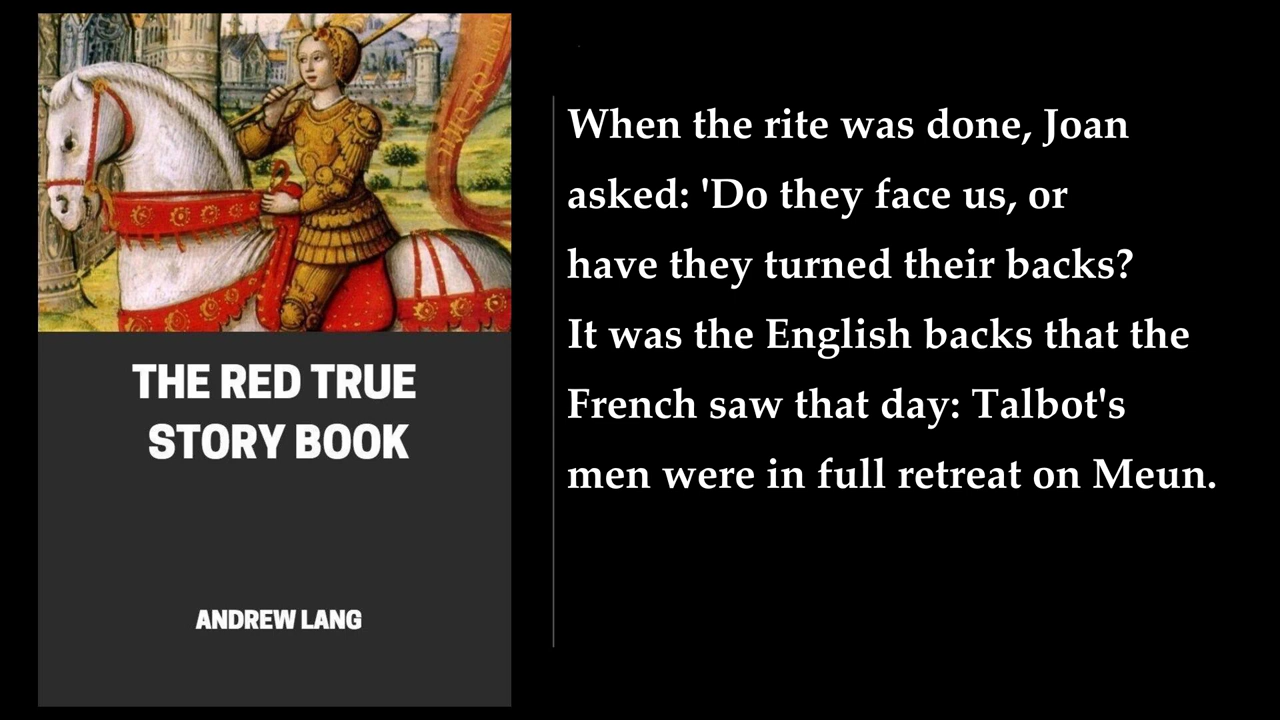 THE RED TRUE
STORY BOOK
ANDREW LANG
When the rite was done, Joan
asked: 'Do they face us, or
have they turned their backs?
It was the English backs that the
French saw that day: Talbot's
men were in full retreat on Meun.